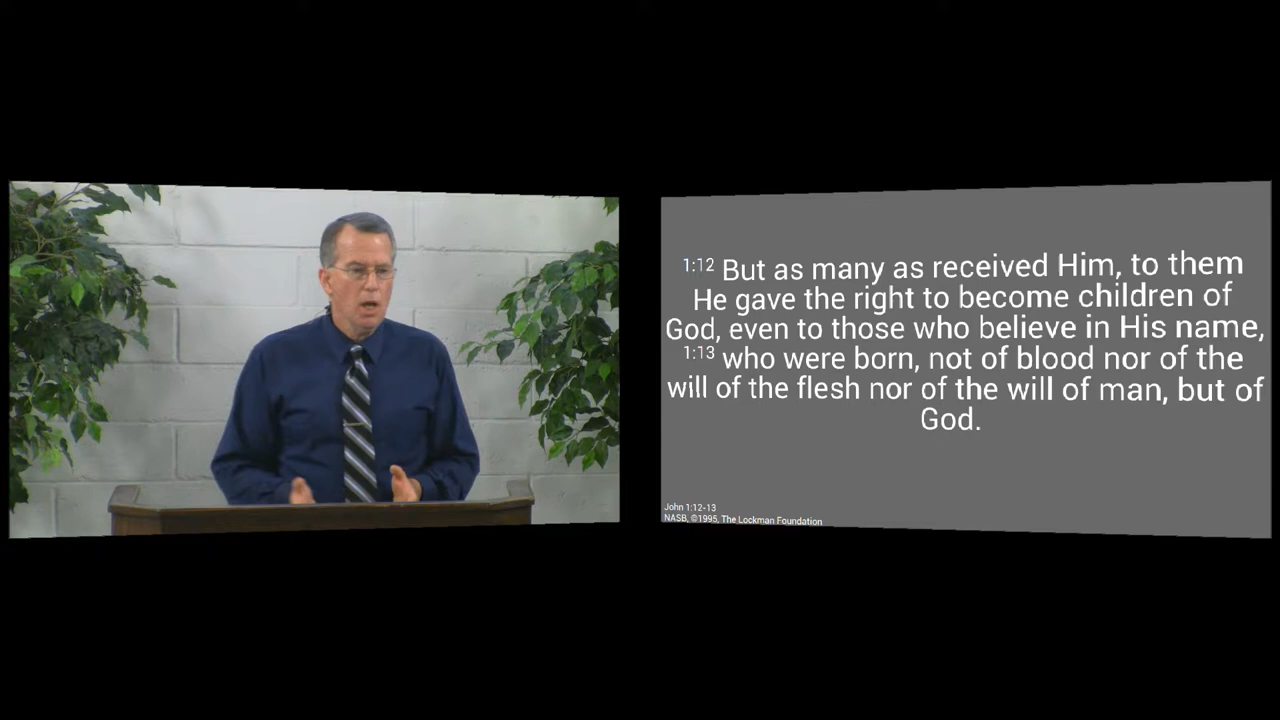 1:12 But as many as received Him, to them
He gave the right to become children of
God, even to those who believe in His name,
1:13 who were born, not of blood nor of the
will of the flesh nor of the will of man, but of
God.
John 1:12-13
NASB, ©1995, The Lockman Foundation